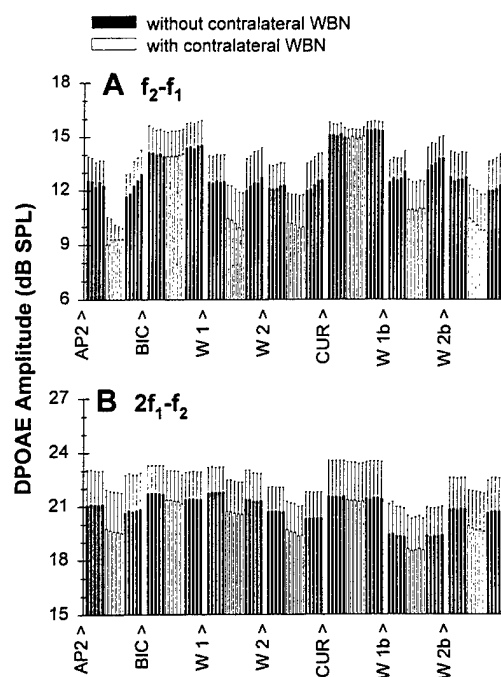 without contralateral WBN
with contralateral WBN
DPOAE Amplitude (dB SPL)
A f₂-f₁
18
15
12
9
6
AP2 >
BIC >
W 1 >
W 2 >
CUR >
W 1b >
W 2b >
B 2f₁-f₂
27
24
21
18
15
AP2 >
BIC >
W 1 >
W 2 >
CUR >
W 1b >
W 2b >